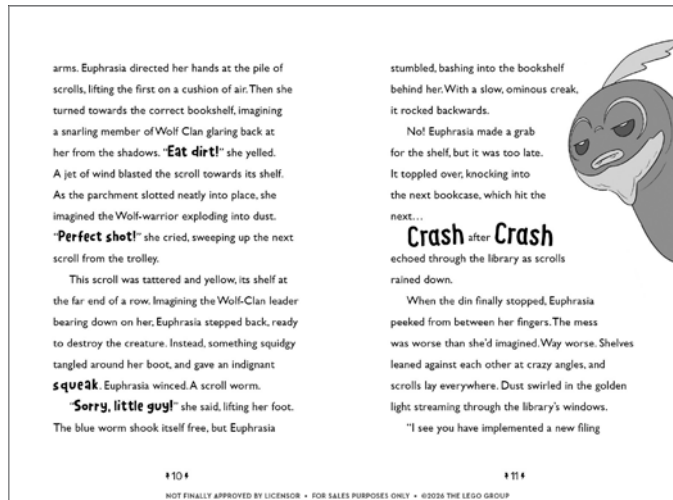 arms. Euphrasia directed her hands at the pile of
scrolls, lifting the first on a cushion of air. Then she
turned towards the correct bookshelf, imagining
a snarling member of Wolf Clan glaring back at
her from the shadows. "Eat dirt!" she yelled.
A jet of wind blasted the scroll towards its shelf.
As the parchment slotted neatly into place, she
imagined the Wolf-warrior exploding into dust.
"Perfect shot!" she cried, sweeping up the next
scroll from the trolley.
This scroll was tattered and yellow, its shelf at
the far end of a row. Imagining the Wolf-Clan leader
bearing down on her, Euphrasia stepped back, ready
to destroy the creature. Instead, something squidgy
tangled around her boot, and gave an indignant
squeak. Euphrasia winced. A scroll worm.
"Sorry, little guy!" she said, lifting her foot.
The blue worm shook itself free, but Euphrasia
10
stumbled, bashing into the bookshelf
behind her. With a slow, ominous creak,
it rocked backwards.
No! Euphrasia made a grab
for the shelf, but it was too late.
It toppled over, knocking into
the next bookcase, which hit the
next…
Crash after Crash
echoed through the library as scrolls
rained down.
When the din finally stopped, Euphrasia
peeked from between her fingers. The mess
was worse than she'd imagined. Way worse. Shelves
leaned against each other at crazy angles, and
scrolls lay everywhere. Dust swirled in the golden
light streaming through the library's windows.
"I see you have implemented a new filing
11
NOT FINALLY APPROVED BY LICENSOR • FOR SALES PURPOSES ONLY • ©2026 THE LEGO GROUP